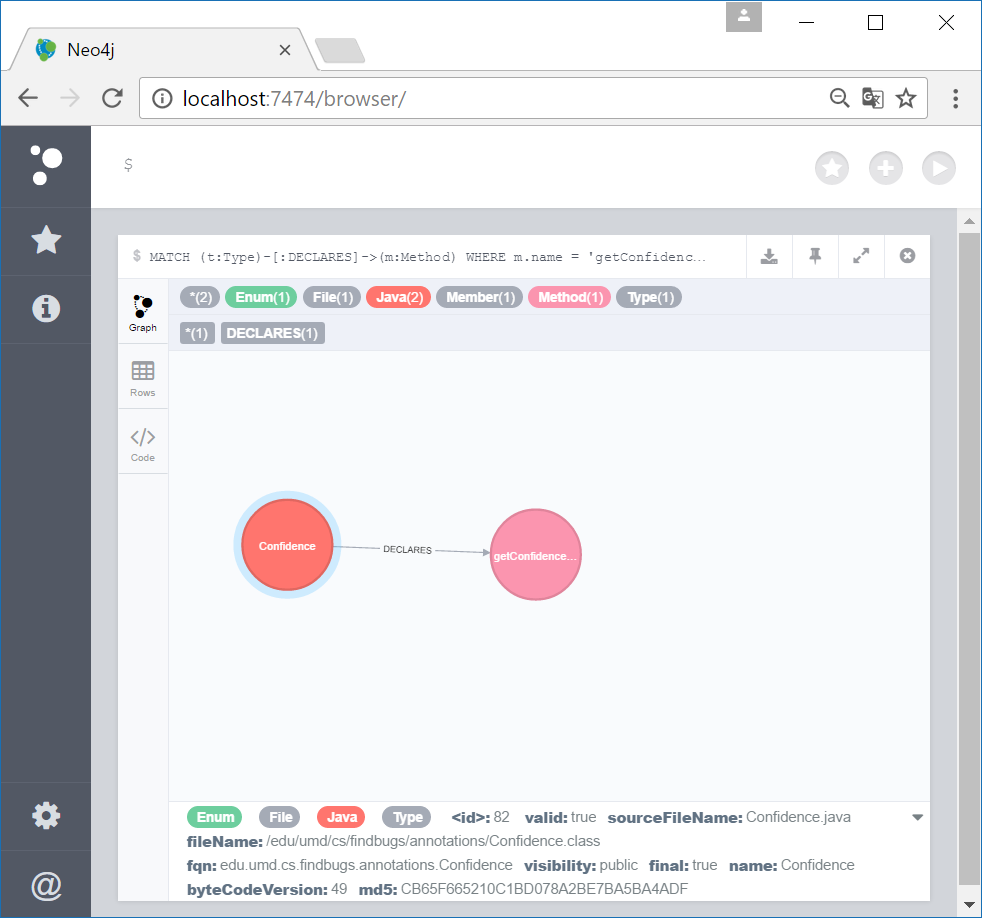 Neo4j
localhost:7474/browser/
$
$ MATCH (t:Type)-[:DECLARES]->(m:Method) WHERE m.name = 'getConfidenc…
*(2) Enum(1) File(1) Java(2) Member(1) Method(1) Type(1)
*(1) DECLARES(1)
Graph
Rows
Code
Confidence DECLARES getConfidence…
Enum File Java Type <id>: 82 valid: true sourceFileName: Confidence.java
fileName: /edu/umd/cs/findbugs/annotations/Confidence.class
fqn: edu.umd.cs.findbugs.annotations.Confidence visibility: public final: true name: Confidence
byteCodeVersion: 49 md5: CB65F665210C1BD078A2BE7BA5BA4ADF